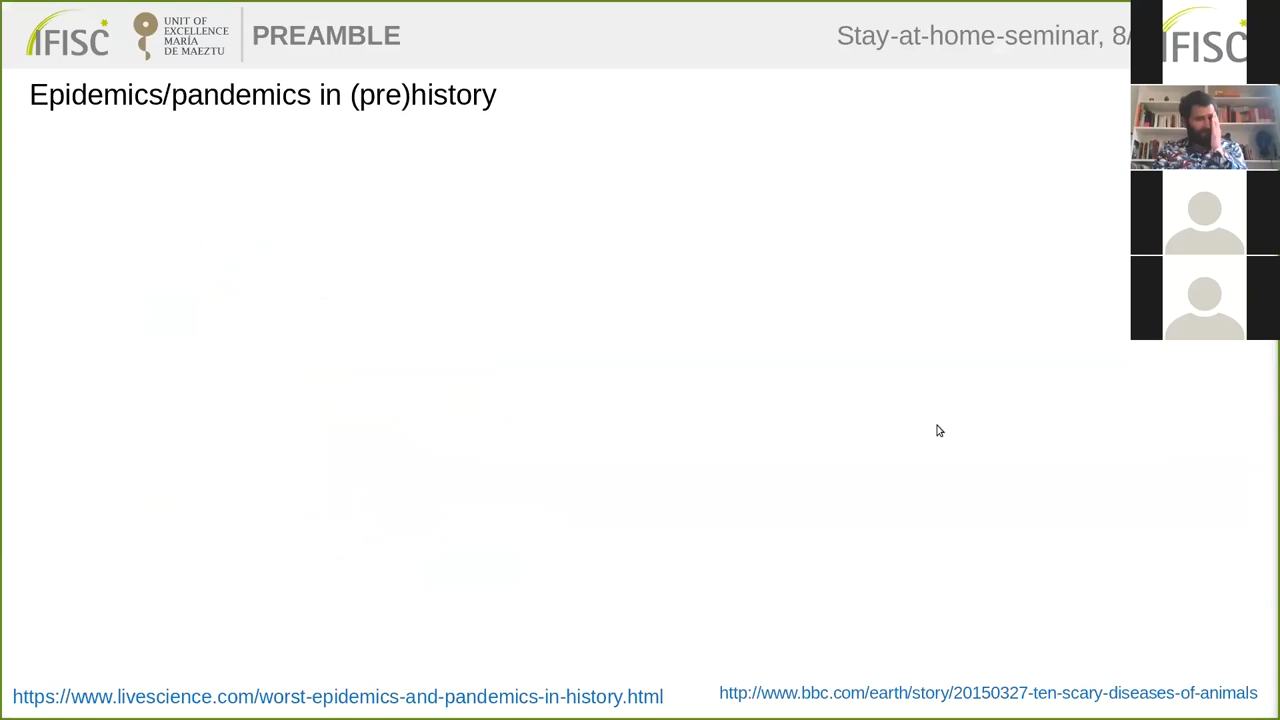 IFISC
UNIT OF
EXCELLENCE
MARÍA
DE MAEZTU
PREAMBLE
Stay-at-home-seminar, 8/
IFISC
Epidemics/pandemics in (pre)history
https://www.livescience.com/worst-epidemics-and-pandemics-in-history.html
http://www.bbc.com/earth/story/20150327-ten-scary-diseases-of-animals